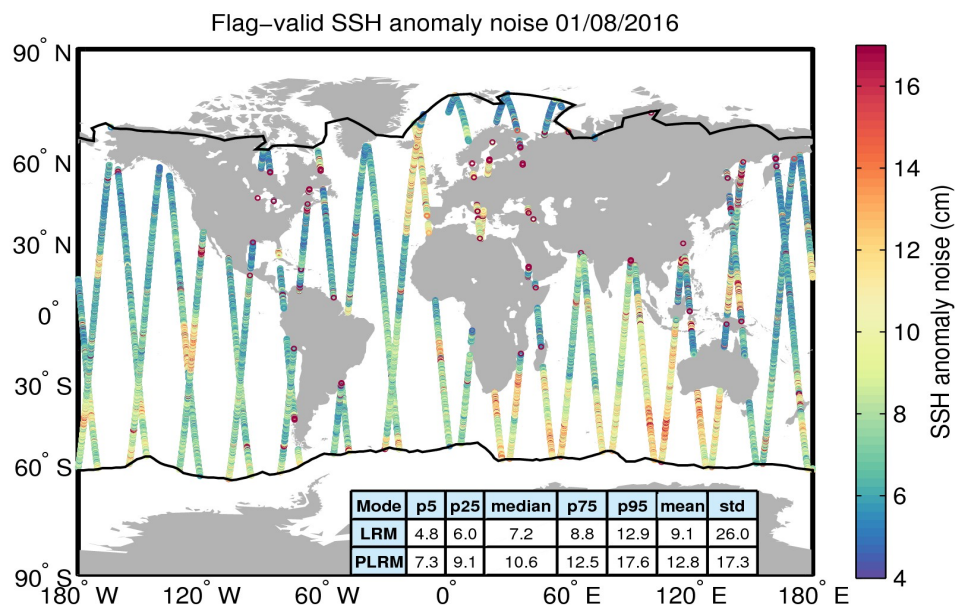 Flag−valid SSH anomaly noise 01/08/2016
90° N
60° N
30° N
0°
30° S
60° S
90° S
180° W
120° W
60° W
0°
60° E
120° E
180° E
16
14
12
10
8
6
4
SSH anomaly noise (cm)
Mode p5 p25 median p75 p95 mean std
LRM 4.8 6.0 7.2 8.8 12.9 9.1 26.0
PLRM 7.3 9.1 10.6 12.5 17.6 12.8 17.3